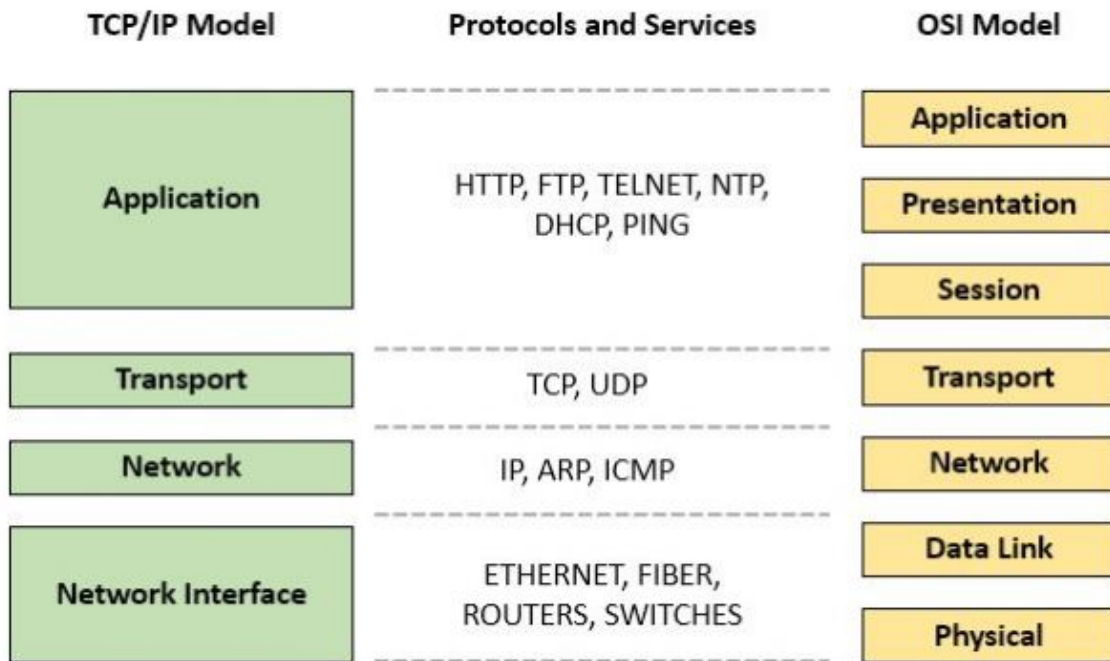 TCP/IP Model
Protocols and Services
OSI Model
Application
HTTP, FTP, TELNET, NTP,
DHCP, PING
Application
Presentation
Session
Transport
TCP, UDP
Transport
Network
IP, ARP, ICMP
Network
Network Interface
ETHERNET, FIBER,
ROUTERS, SWITCHES
Data Link
Physical